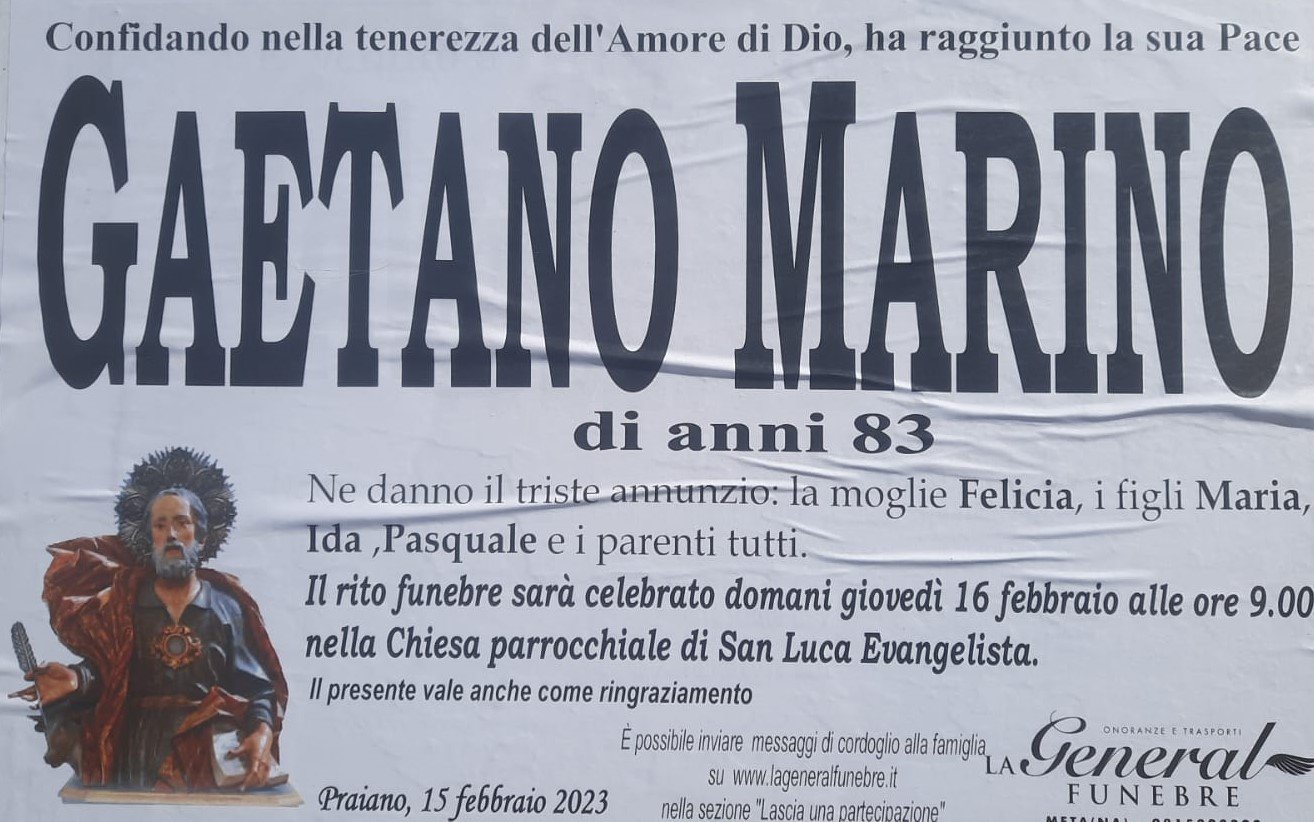 Confidando nella tenerezza dell'Amore di Dio, ha raggiunto la sua Pace
GAETANO MARINO
di anni 83
Ne danno il triste annunzio: la moglie Felicia, i figli Maria,
Ida ,Pasquale e i parenti tutti.
Il rito funebre sarà celebrato domani giovedì 16 febbraio alle ore 9.00
nella Chiesa parrocchiale di San Luca Evangelista.
Il presente vale anche come ringraziamento
È possibile inviare messaggi di cordoglio alla famiglia
su www.lageneralfunebre.it
nella sezione "Lascia una partecipazione"
Praiano, 15 febbraio 2023
ONORANZE E TRASPORTI
LA General
FUNEBRE
META(NA)